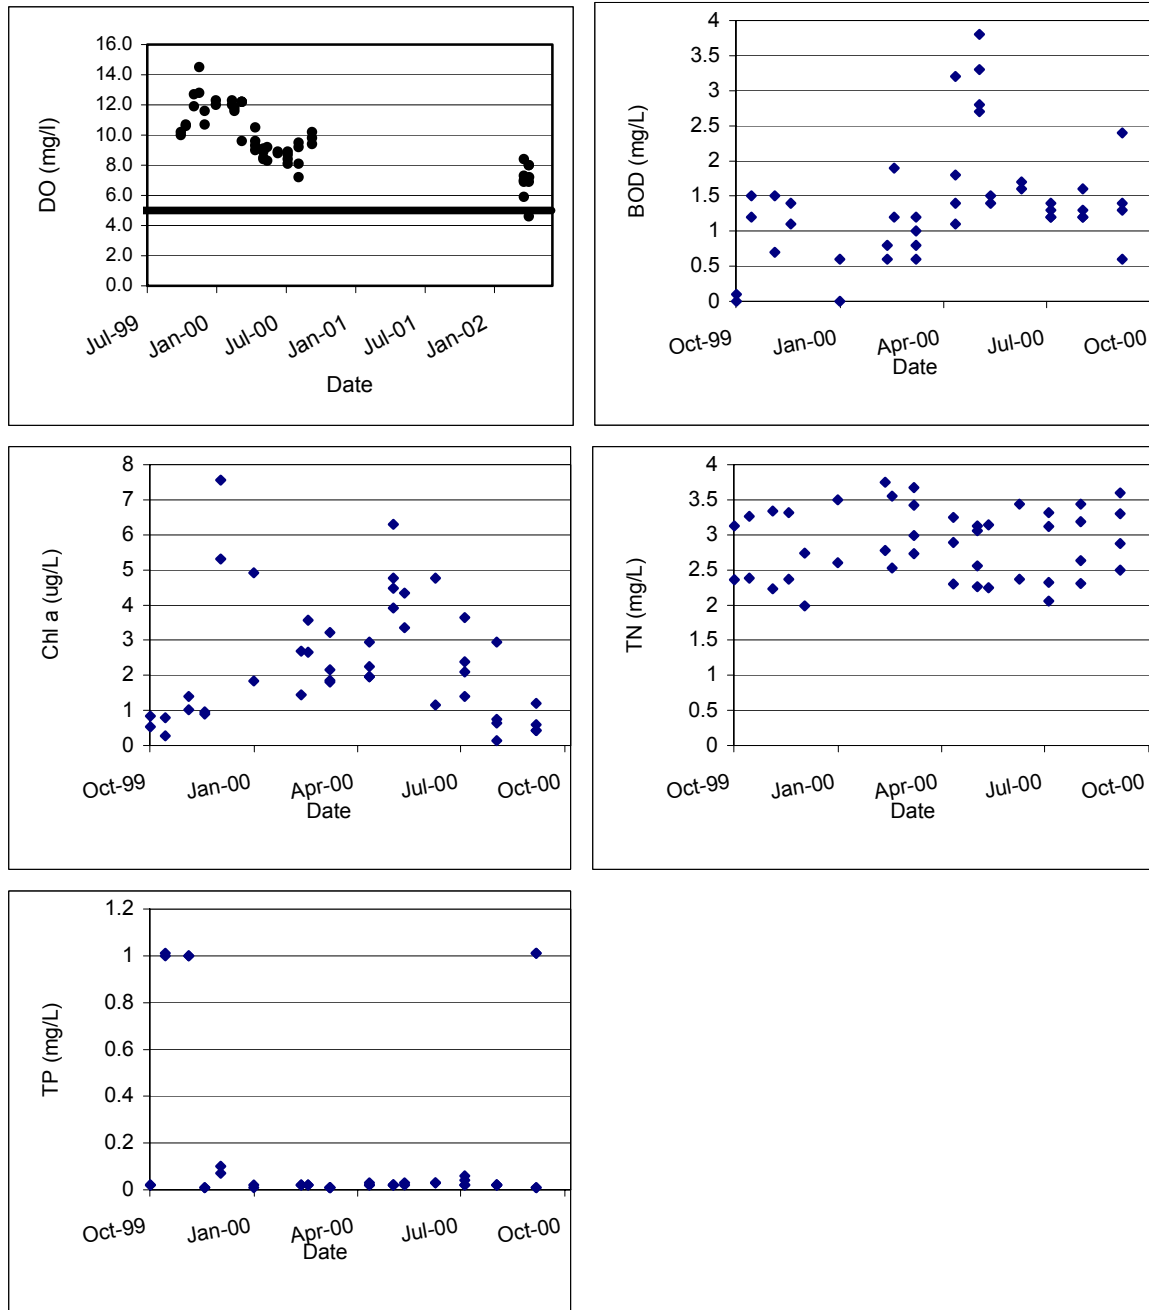 16.0
14.0
12.0
10.0
8.0
6.0
4.0
2.0
0.0
DO (mg/l)
Jul-99 Jan-00 Jul-00 Jan-01 Jul-01 Jan-02
Date
4
3.5
3
2.5
2
1.5
1
0.5
0
BOD (mg/L)
Oct-99 Jan-00 Apr-00 Jul-00 Oct-00
Date
8
7
6
5
4
3
2
1
0
Chl a (ug/L)
Oct-99 Jan-00 Apr-00 Jul-00 Oct-00
Date
4
3.5
3
2.5
2
1.5
1
0.5
0
TN (mg/L)
Oct-99 Jan-00 Apr-00 Jul-00 Oct-00
Date
1.2
1
0.8
0.6
0.4
0.2
0
TP (mg/L)
Oct-99 Jan-00 Apr-00 Jul-00 Oct-00
Date